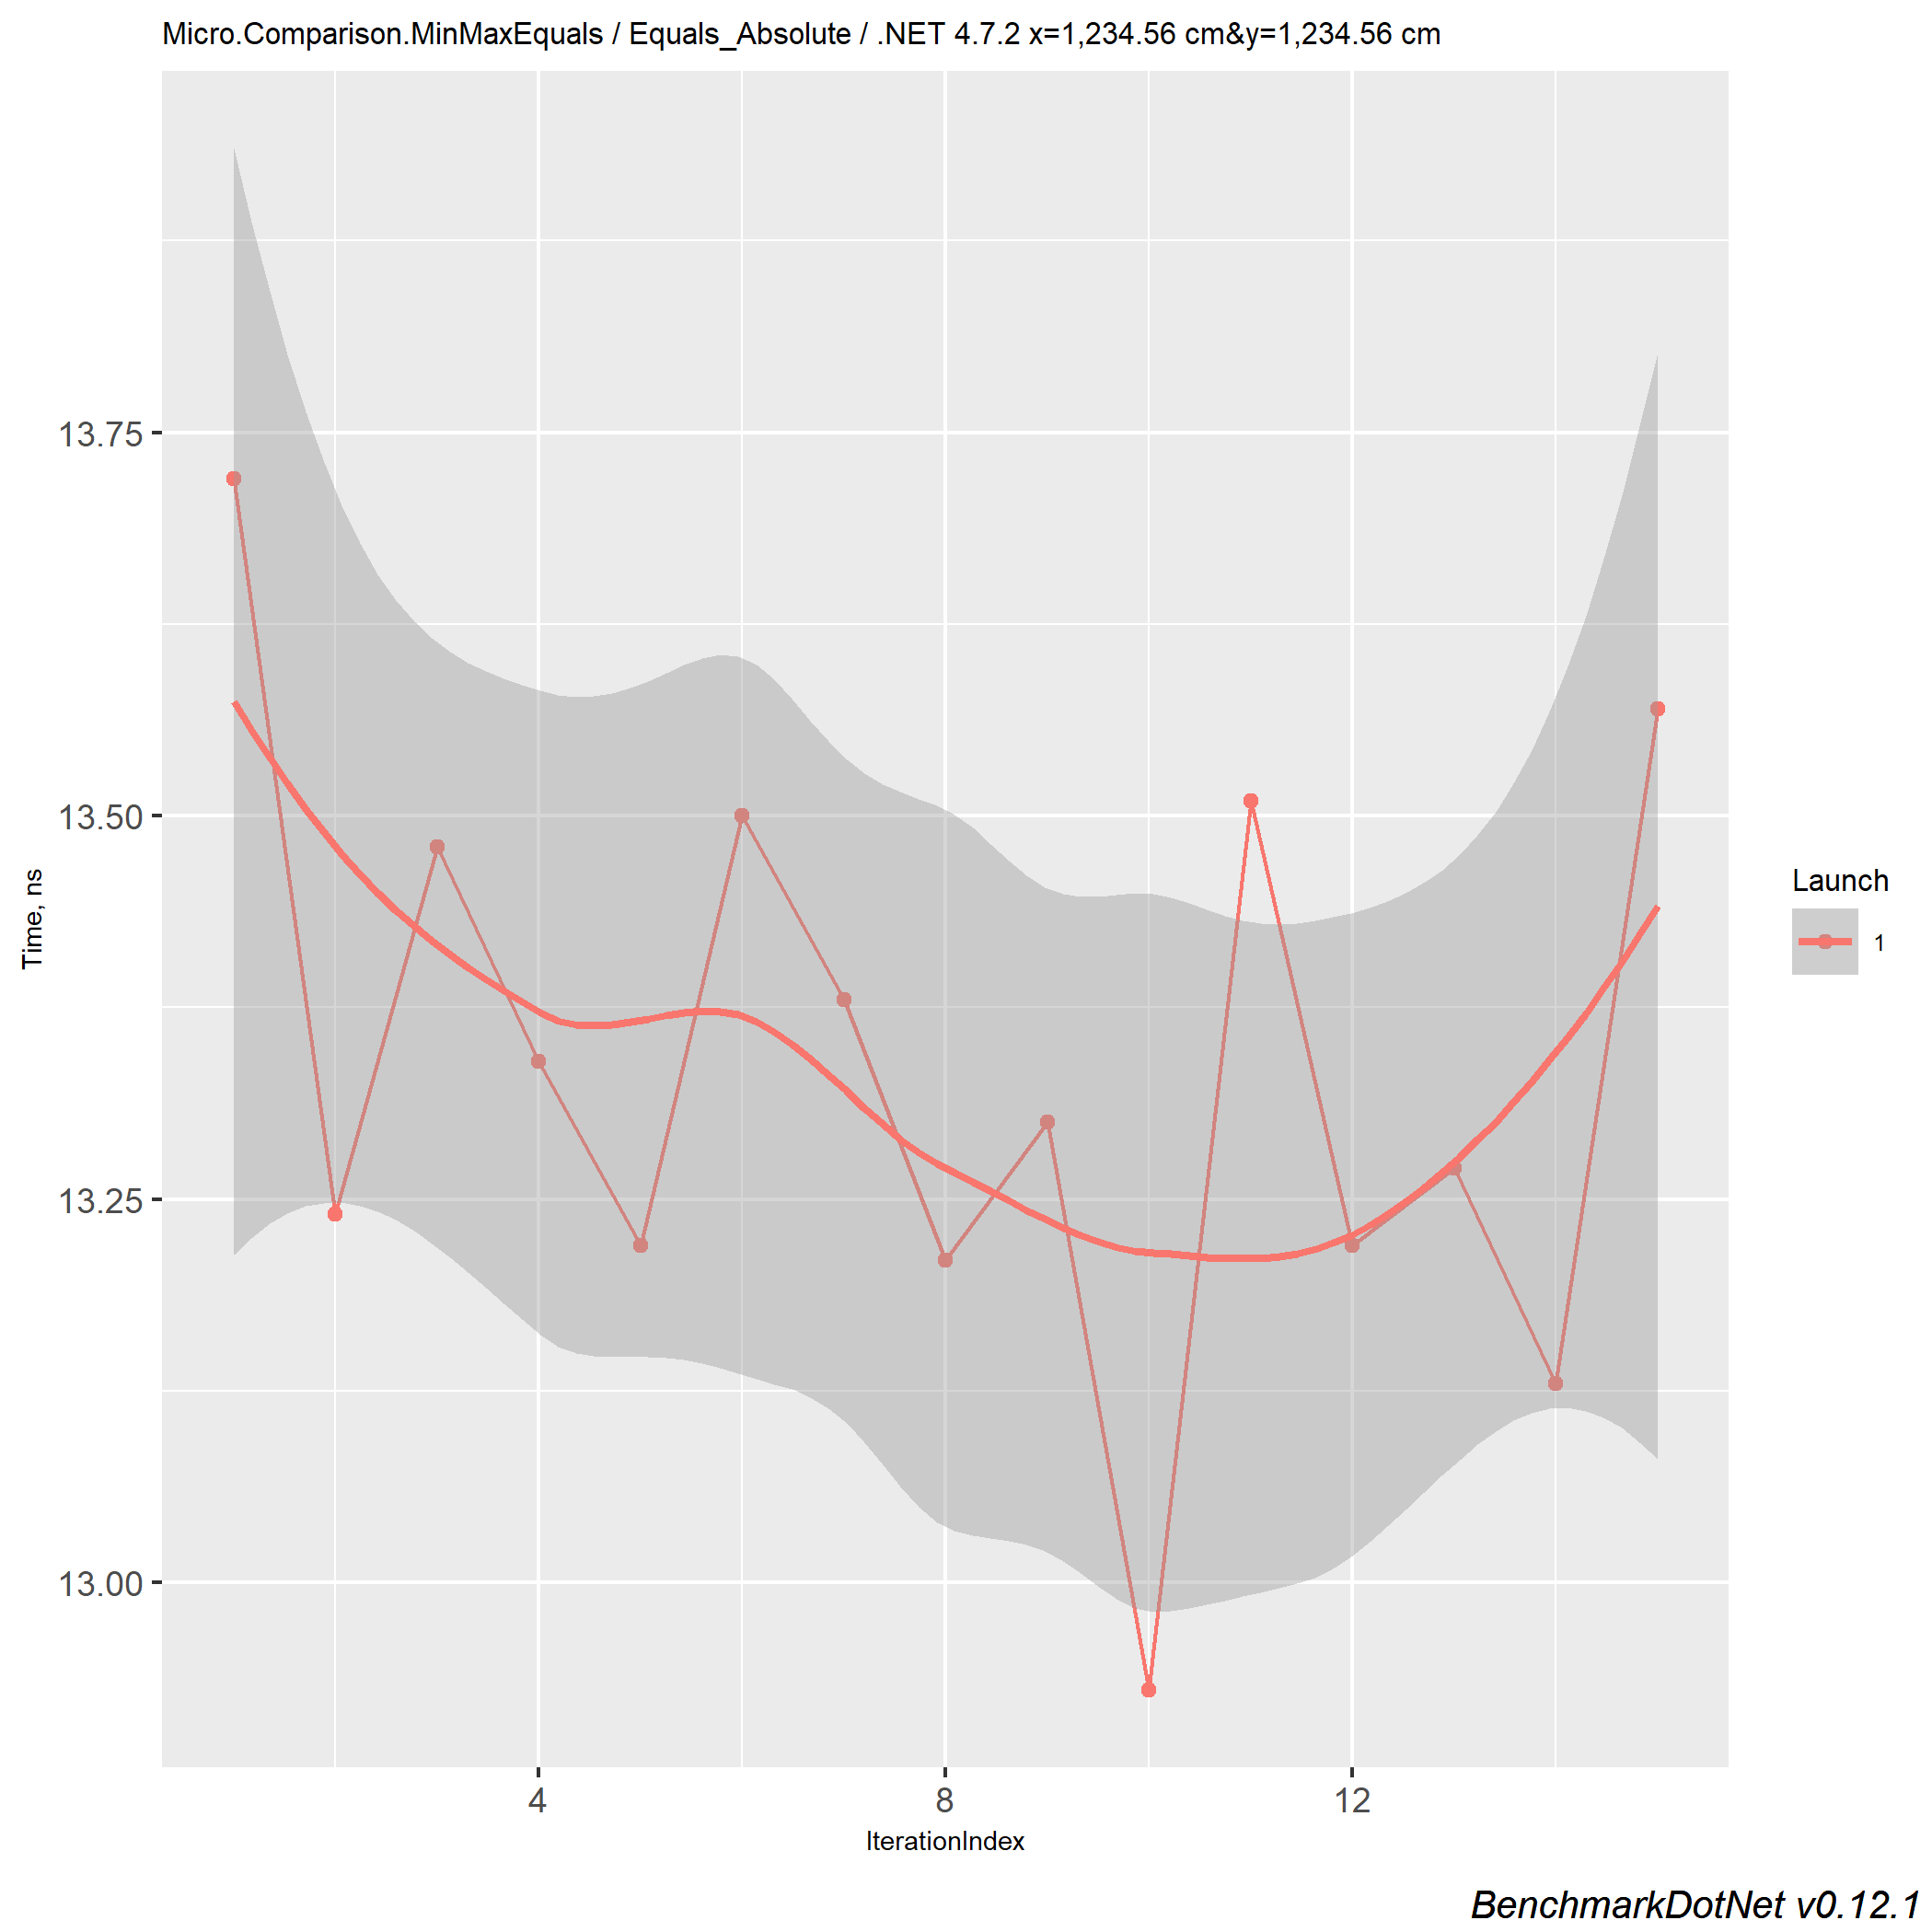 Micro.Comparison.MinMaxEquals / Equals_Absolute / .NET 4.7.2 x=1,234.56 cm&y=1,234.56 cm
13.75
13.50
13.25
13.00
Time, ns
4
8
12
IterationIndex
Launch
1
BenchmarkDotNet v0.12.1